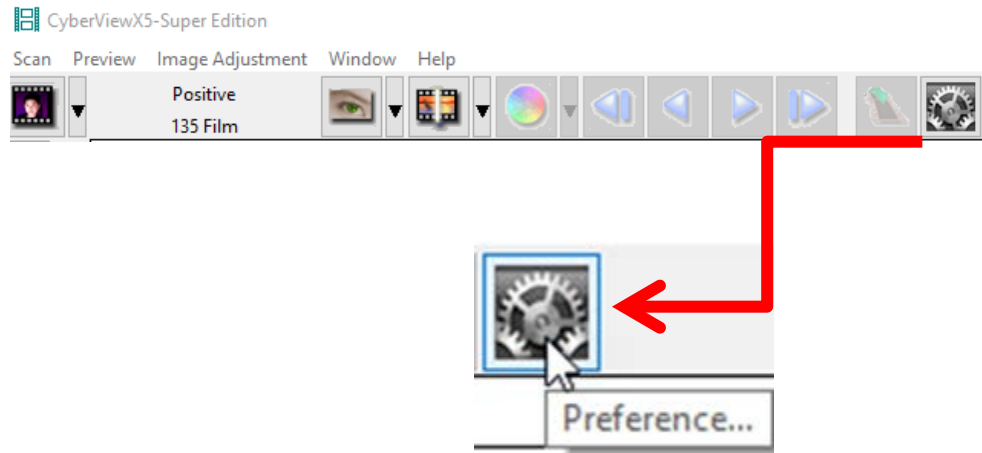 CyberViewX5-Super Edition
Scan Preview Image Adjustment Window Help
Positive
135 Film
Preference...